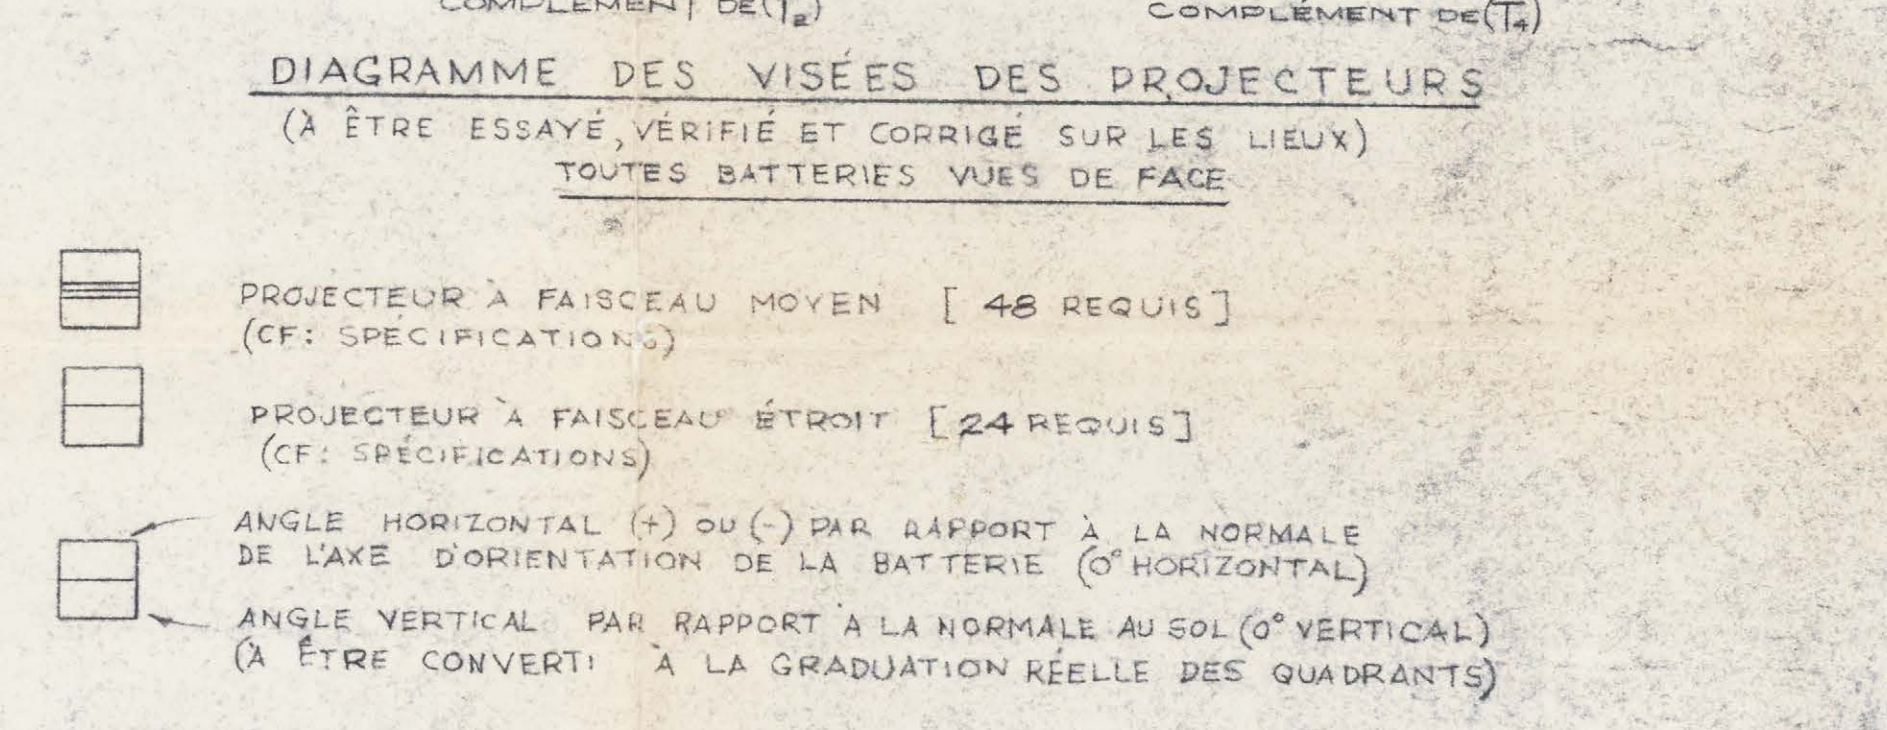 COMPLÉMENT DE (T2)
COMPLÉMENT DE (T4)
DIAGRAMME DES VISÉES DES PROJECTEURS
(À ÊTRE ESSAYÉ, VÉRIFIÉ ET CORRIGÉ SUR LES LIEUX)
TOUTES BATTERIES VUES DE FACE
PROJECTEUR À FAISCEAU MOYEN [48 REQUIS]
(CF: SPÉCIFICATIONS)
PROJECTEUR À FAISCEAU ÉTROIT [24 REQUIS]
(CF: SPÉCIFICATIONS)
ANGLE HORIZONTAL (+) OU (-) PAR RAPPORT À LA NORMALE
DE L'AXE D'ORIENTATION DE LA BATTERIE (0° HORIZONTAL)
ANGLE VERTICAL PAR RAPPORT À LA NORMALE AU SOL (0° VERTICAL)
(À ÊTRE CONVERTI À LA GRADUATION RÉELLE DES QUADRANTS)